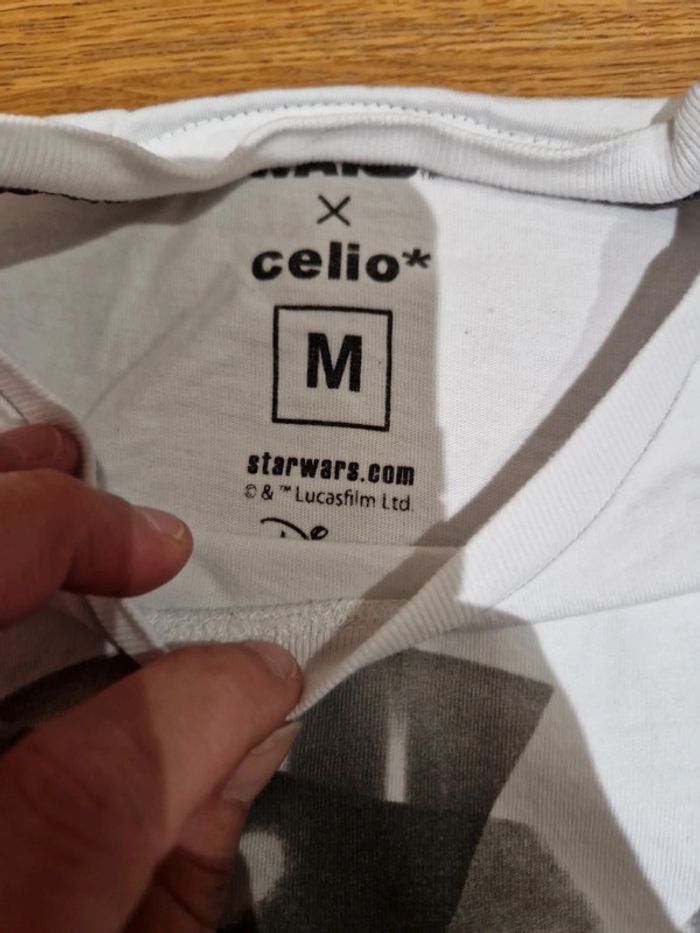 ×
celio*
M
starwars.com
© & ™ Lucasfilm Ltd